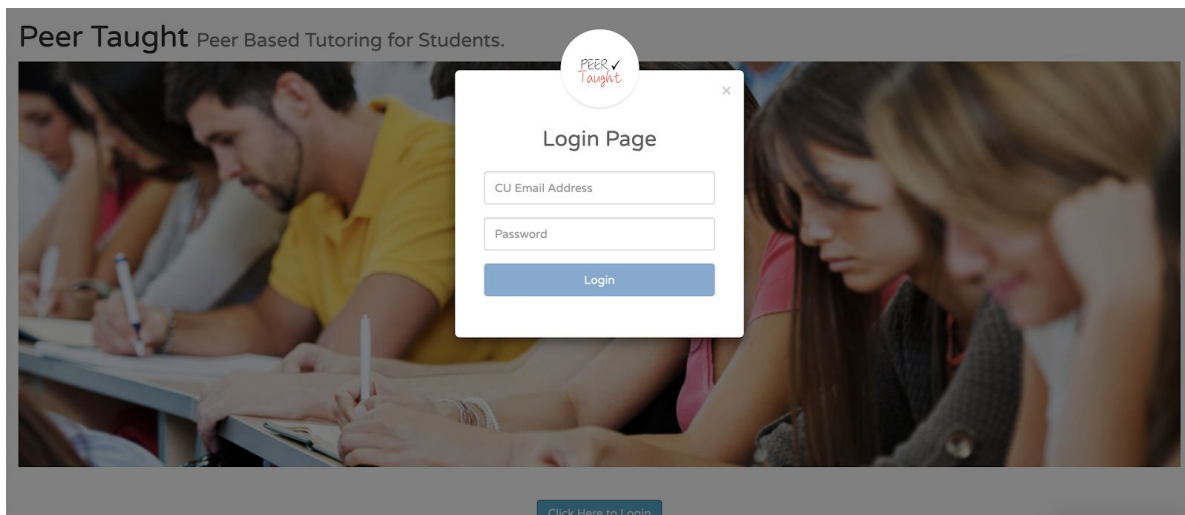 Peer Taught Peer Based Tutoring for Students.
PEER ✓
Taught
×
Login Page
CU Email Address
Password
Login
Click Here to Login